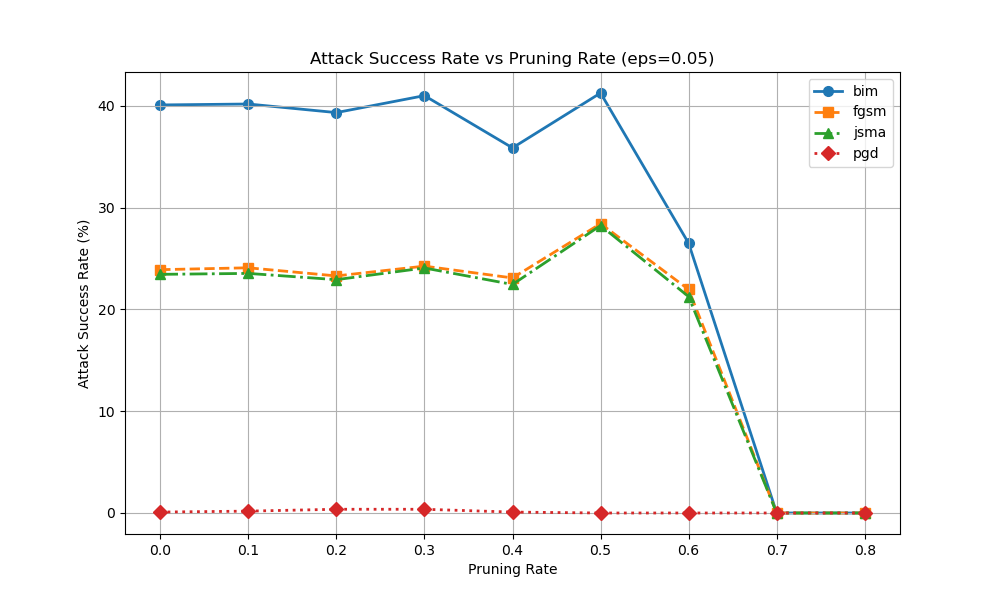 Attack Success Rate vs Pruning Rate (eps=0.05)
bim
fgsm
jsma
pgd
Attack Success Rate (%)
40
30
20
10
0
0.0 0.1 0.2 0.3 0.4 0.5 0.6 0.7 0.8
Pruning Rate